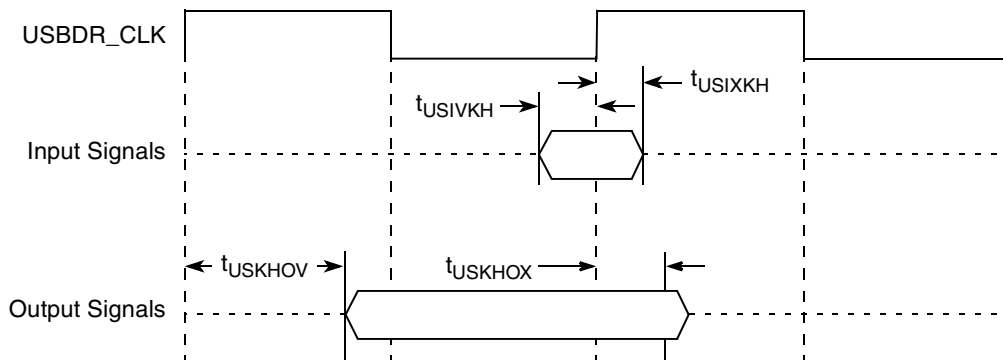 USBDR_CLK
tUSIXKH
tUSIVKH
Input Signals
tUSKHOV
tUSKHOX
Output Signals